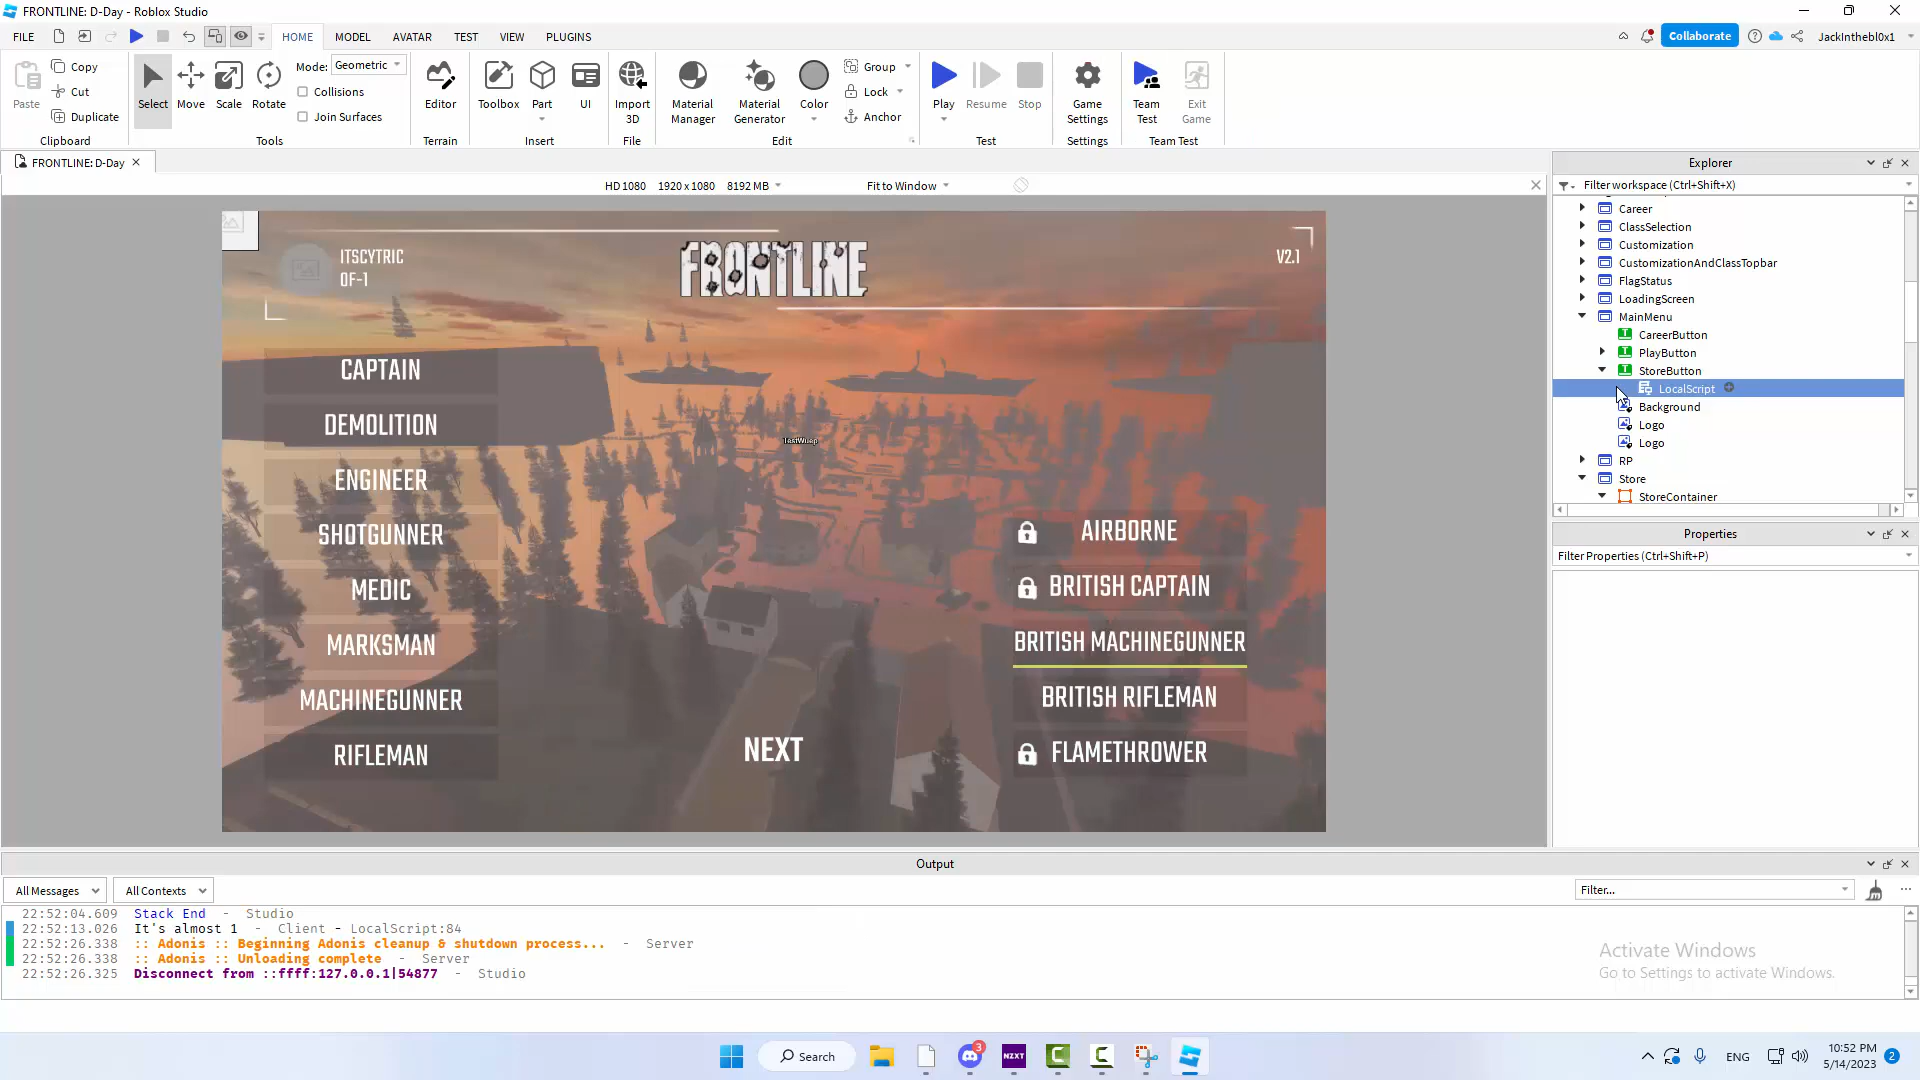 FRONTLINE: D-Day - Roblox Studio
FILE
HOME
MODEL
AVATAR
TEST
VIEW
PLUGINS
Collaborate
JackInthebl0x1
Paste
Copy
Cut
Duplicate
Clipboard
Select
Move
Scale
Rotate
Mode: Geometric
Collisions
Join Surfaces
Tools
Editor
Terrain
Toolbox
Part
UI
Insert
Import 3D
File
Material Manager
Material Generator
Color
Group
Lock
Anchor
Edit
Play
Resume
Stop
Test
Game Settings
Settings
Team Test
Exit Game
Team Test
FRONTLINE: D-Day
HD 1080 1920 x 1080 8192 MB
Fit to Window
ITSCYTRIC
OF-1
FRONTLINE
V2.1
CAPTAIN
DEMOLITION
ENGINEER
SHOTGUNNER
MEDIC
MARKSMAN
MACHINEGUNNER
RIFLEMAN
TestWuep
NEXT
AIRBORNE
BRITISH CAPTAIN
BRITISH MACHINEGUNNER
BRITISH RIFLEMAN
FLAMETHROWER
Explorer
Filter workspace (Ctrl+Shift+X)
Career
ClassSelection
Customization
CustomizationAndClassTopbar
FlagStatus
LoadingScreen
MainMenu
CareerButton
PlayButton
StoreButton
LocalScript
Background
Logo
Logo
RP
Store
StoreContainer
Properties
Filter Properties (Ctrl+Shift+P)
Output
All Messages
All Contexts
Filter...
22:52:04.609 Stack End - Studio
22:52:13.026 It's almost 1 - Client - LocalScript:84
22:52:26.338 :: Adonis :: Beginning Adonis cleanup & shutdown process... - Server
22:52:26.338 :: Adonis :: Unloading complete - Server
22:52:26.325 Disconnect from ::ffff:127.0.0.1|54877 - Studio
Activate Windows
Go to Settings to activate Windows.
Search
3
NZXT
ENG
10:52 PM
5/14/2023
2